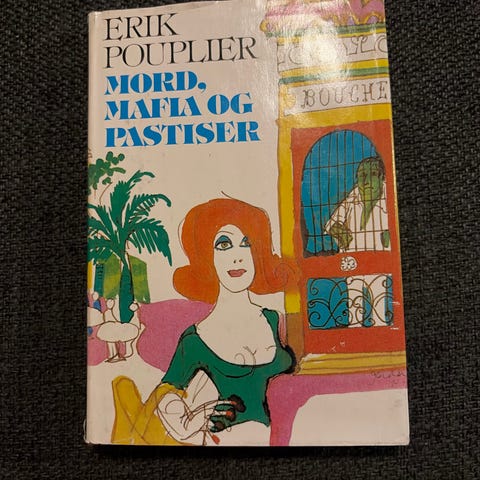 ERIK
POUPLIER
MORD,
MAFIA OG
PASTISER
BOUCHE